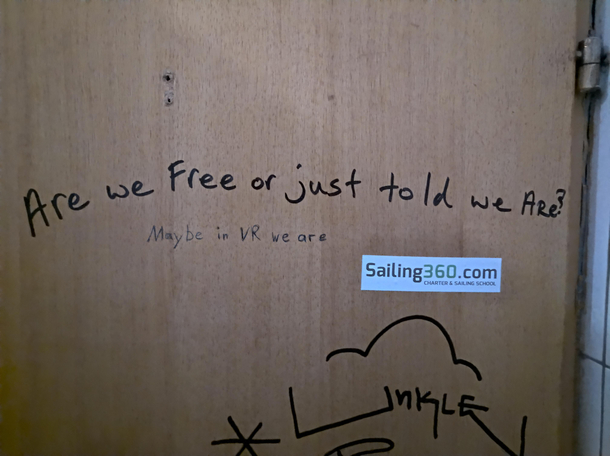 Are we Free or just told we Are?
Maybe in VR we are
Sailing360.com
CHARTER & SAILING SCHOOL